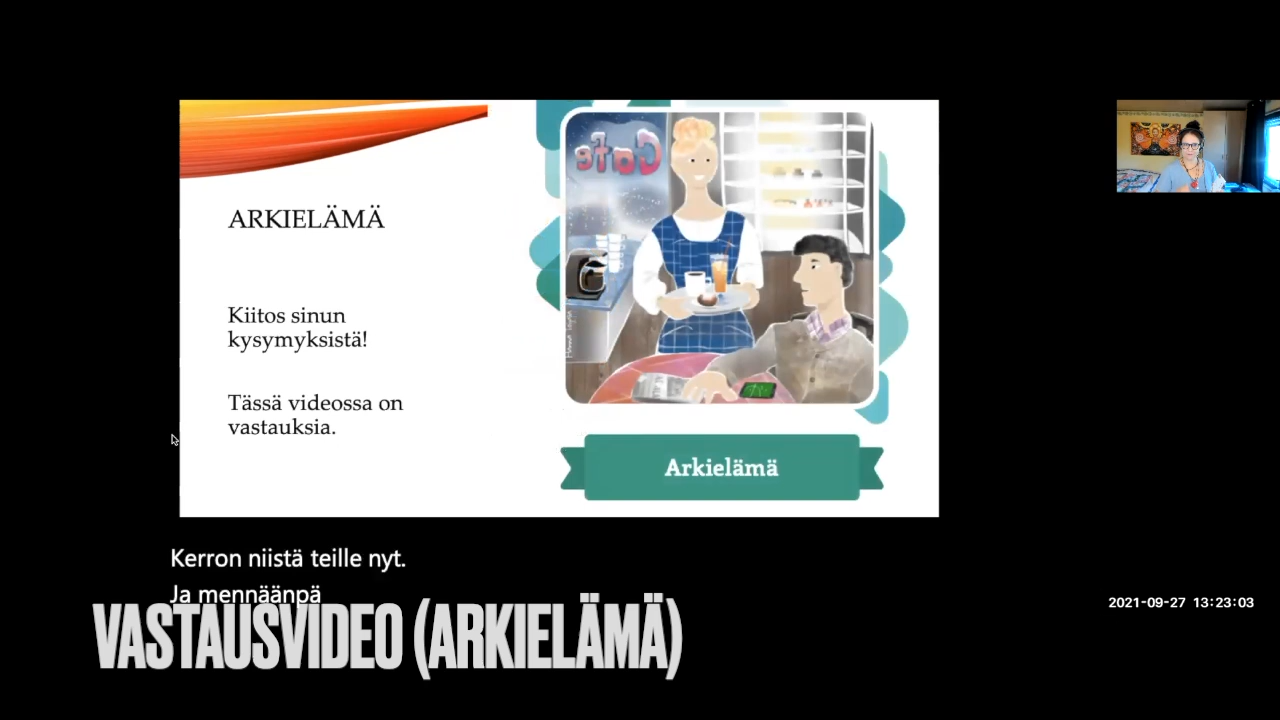 ARKIELÄMÄ
Kiitos sinun
kysymyksistä!
Tässä videossa on
vastauksia.
Cafe
Arkielämä
Kerron niistä teille nyt.
Ja mennäänpä
VASTAUSVIDEO (ARKIELÄMÄ)
2021-09-27 13:23:03